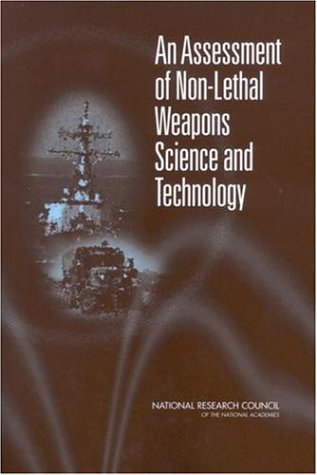 An Assessment
of Non-Lethal
Weapons
Science and
Technology
NATIONAL RESEARCH COUNCIL
OF THE NATIONAL ACADEMIES